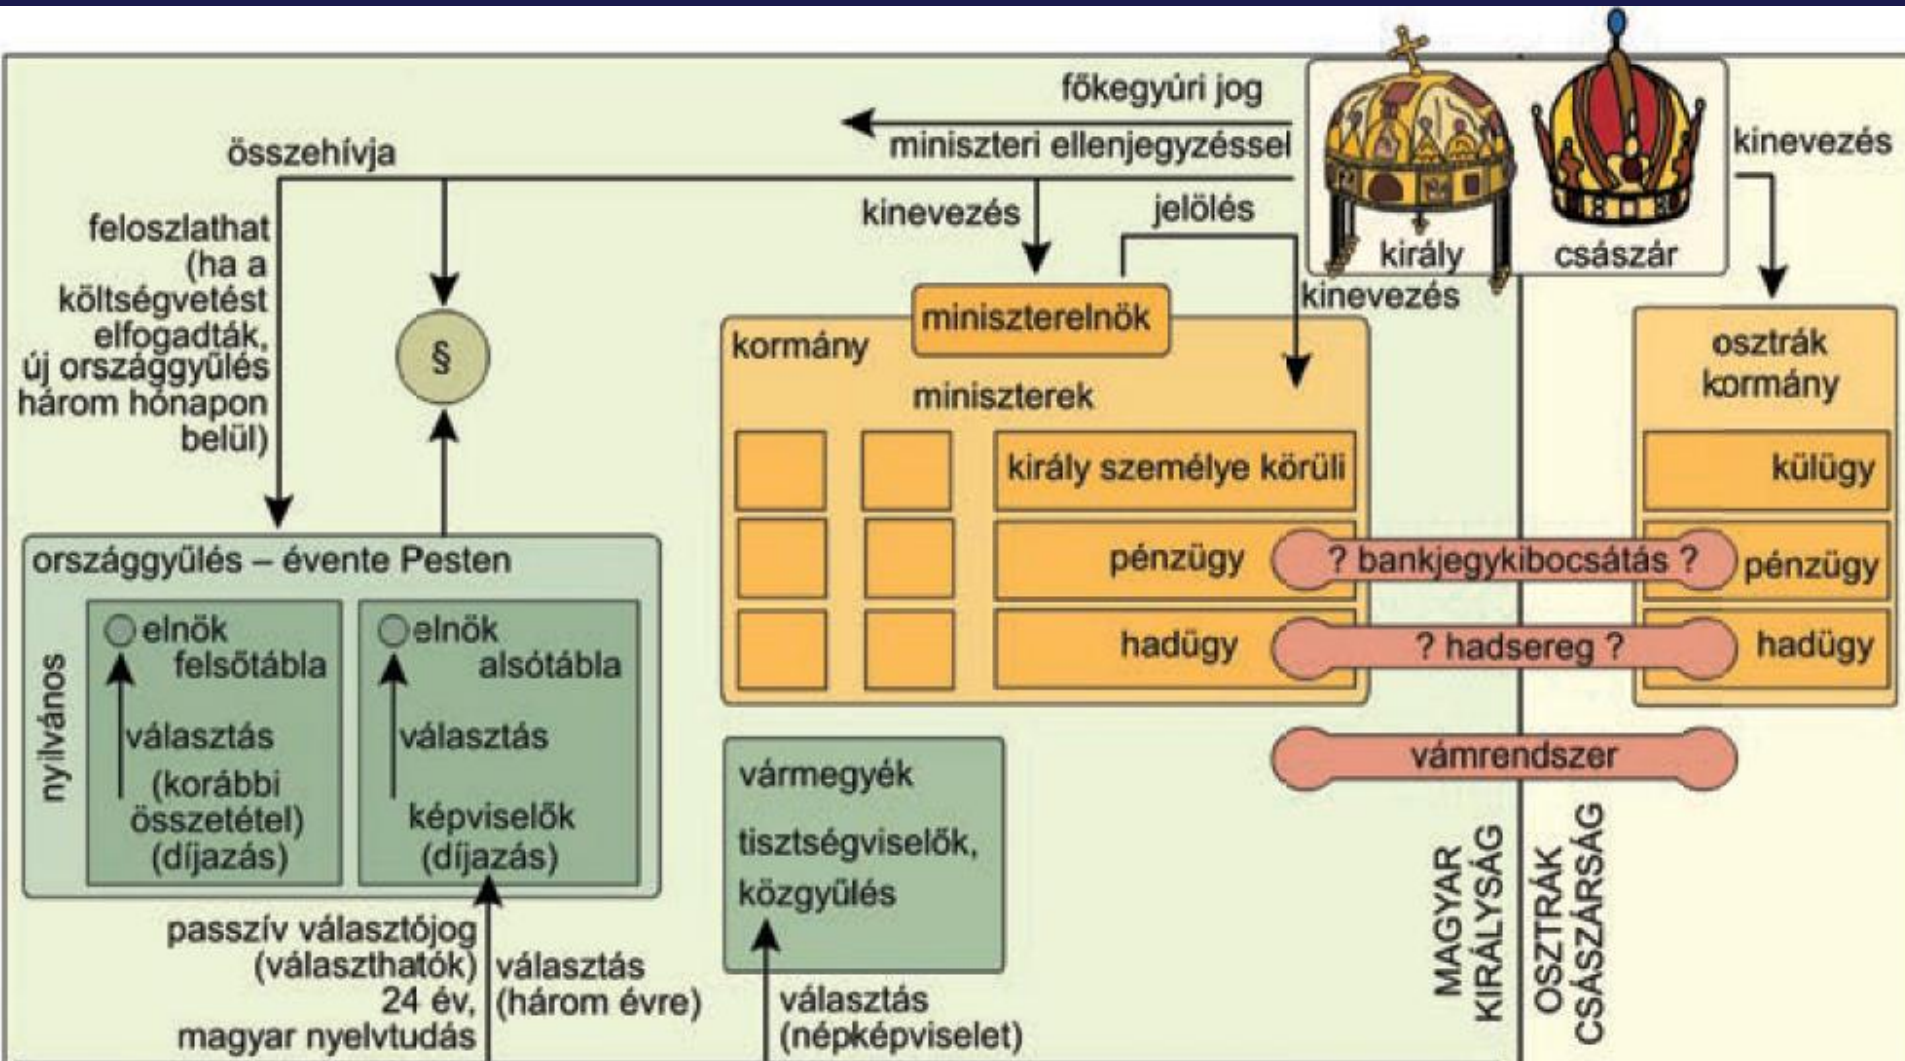 főkegyúri jog
miniszteri ellenjegyzéssel
összehívja
kinevezés
feloszlathat
(ha a
költségvetést
elfogadták,
új országgyűlés
három hónapon
belül)
§
kinevezés
jelölés
király
császár
kinevezés
miniszterelnök
kormány
miniszterek
király személye körüli
pénzügy
hadügy
osztrák
kormány
külügy
pénzügy
hadügy
? bankjegykibocsátás ?
? hadsereg ?
vámrendszer
országgyűlés – évente Pesten
nyilvános
elnök
felsőtábla
választás
(korábbi
összetétel)
(díjazás)
elnök
alsótábla
választás
képviselők
(díjazás)
vármegyék
tisztségviselők,
közgyűlés
passzív választójog
(választhatók)
24 év,
magyar nyelvtudás
választás
(három évre)
választás
(népképviselet)
MAGYAR
KIRÁLYSÁG
OSZTRÁK
CSÁSZÁRSÁG